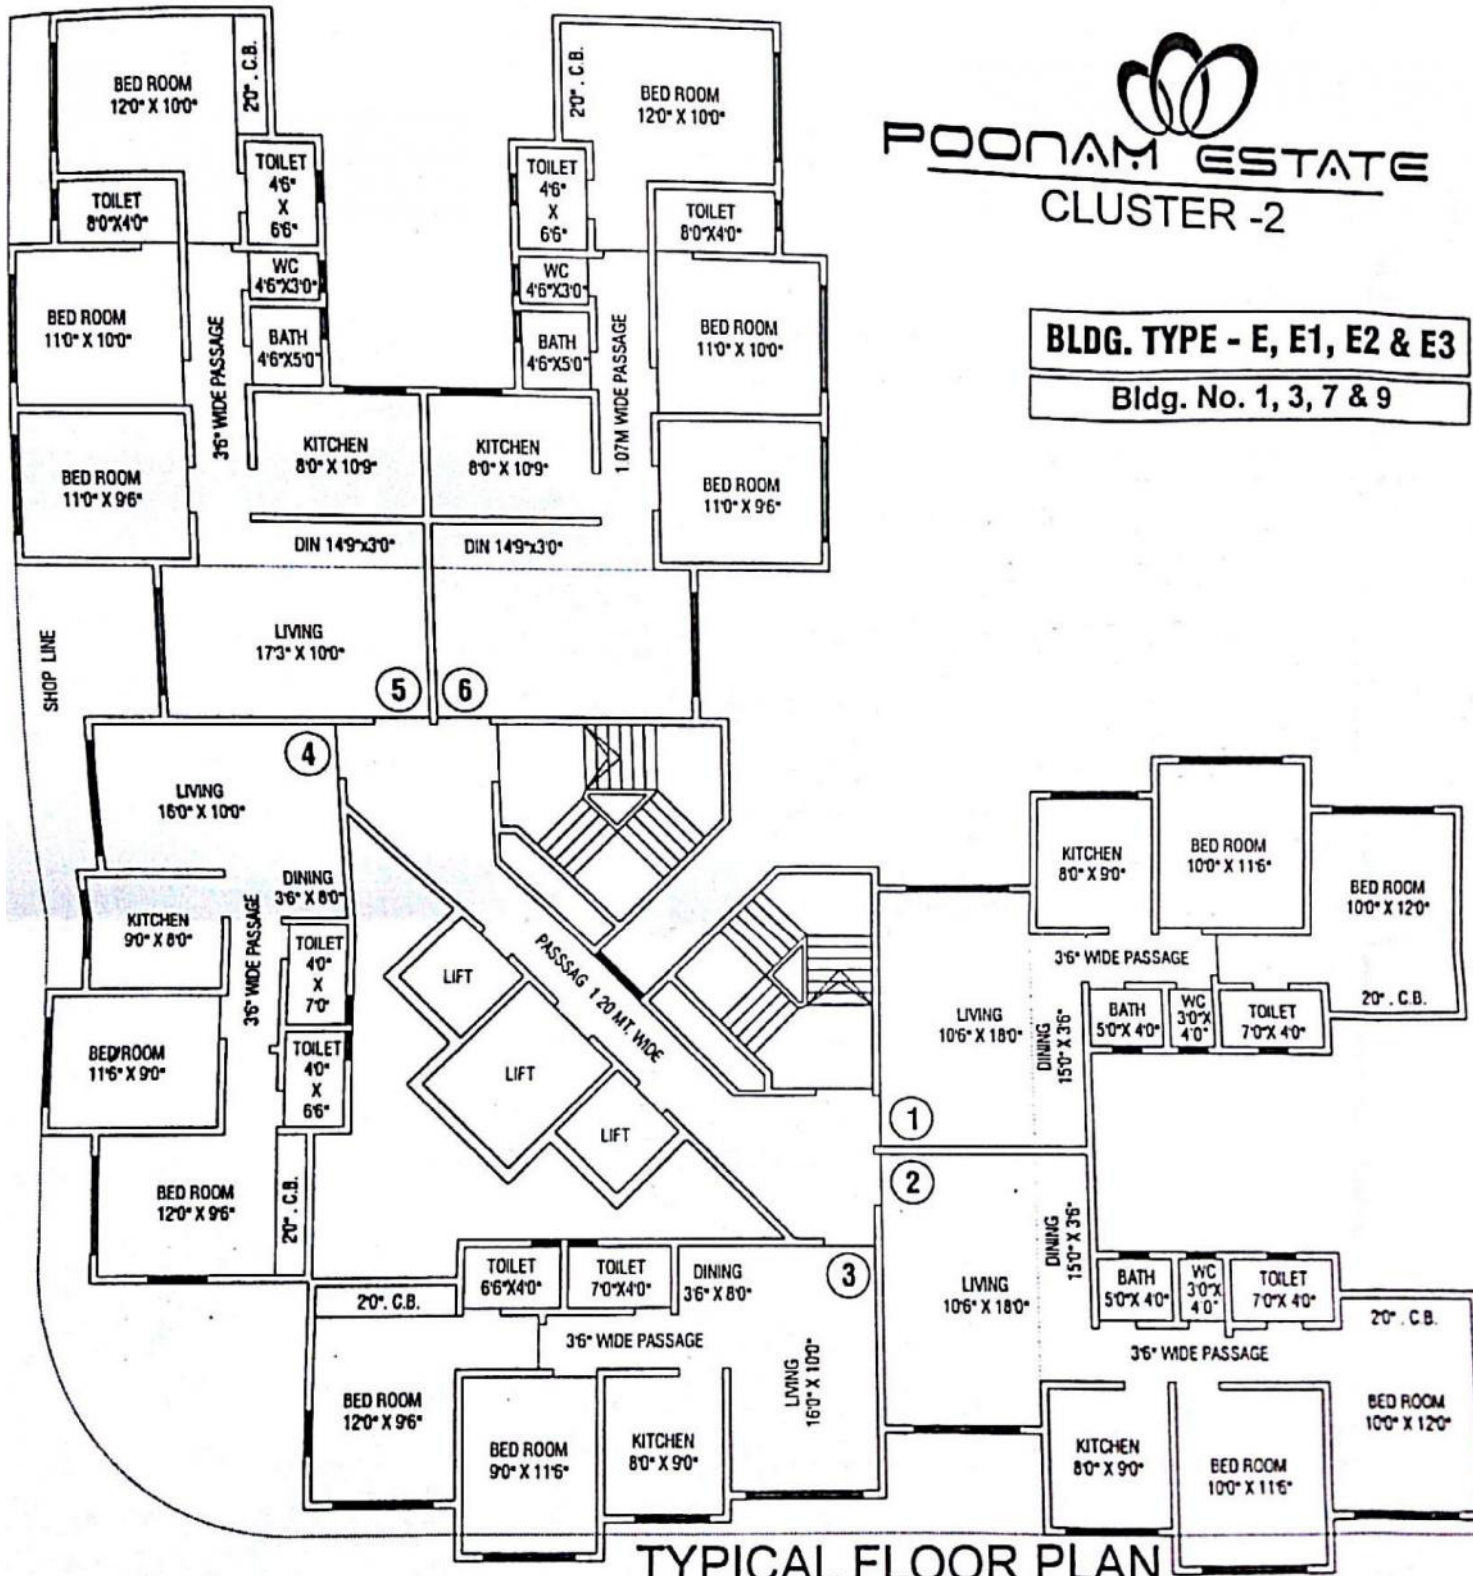 POONAM ESTATE
CLUSTER -2
BLDG. TYPE - E, E1, E2 & E3
Bldg. No. 1, 3, 7 & 9
BED ROOM
12'0" X 10'0"
2'0" . C.B.
TOILET
4'6"
X
6'6"
TOILET
8'0"X4'0"
WC
4'6"X3'0"
BED ROOM
11'0" X 10'0"
BATH
4'6"X5'0"
3'6" WIDE PASSAGE
KITCHEN
8'0" X 10'9"
BED ROOM
11'0" X 9'6"
DIN 14'9"x3'0"
LIVING
17'3" X 10'0"
5
SHOP LINE
2'0" . C.B.
BED ROOM
12'0" X 10'0"
TOILET
4'6"
X
6'6"
TOILET
8'0"X4'0"
WC
4'6"X3'0"
BED ROOM
11'0" X 10'0"
BATH
4'6"X5'0"
1.07M WIDE PASSAGE
KITCHEN
8'0" X 10'9"
BED ROOM
11'0" X 9'6"
DIN 14'9"x3'0"
6
4
LIVING
16'0" X 10'0"
DINING
3'6" X 8'0"
KITCHEN
9'0" X 8'0"
3'6" WIDE PASSAGE
TOILET
4'0"
X
7'0"
BED ROOM
11'6" X 9'0"
TOILET
4'0"
X
6'6"
BED ROOM
12'0" X 9'6"
2'0" . C.B.
LIFT
LIFT
LIFT
PASSSAG 1.20 MT. WIDE
KITCHEN
8'0" X 9'0"
BED ROOM
10'0" X 11'6"
BED ROOM
10'0" X 12'0"
3'6" WIDE PASSAGE
2'0" . C.B.
LIVING
10'6" X 18'0"
DINING
15'0" X 3'6"
BATH
5'0"X 4'0"
WC
3'0"X
4'0"
TOILET
7'0"X 4'0"
1
2
LIVING
10'6" X 18'0"
DINING
15'0" X 3'6"
BATH
5'0"X 4'0"
WC
3'0"X
4'0"
TOILET
7'0"X 4'0"
2'0" . C.B.
3'6" WIDE PASSAGE
BED ROOM
10'0" X 12'0"
KITCHEN
8'0" X 9'0"
BED ROOM
10'0" X 11'6"
TOILET
6'6"X4'0"
TOILET
7'0"X4'0"
DINING
3'6" X 8'0"
3
2'0". C.B.
3'6" WIDE PASSAGE
LIVING
16'0" X 10'0"
BED ROOM
12'0" X 9'6"
BED ROOM
9'0" X 11'6"
KITCHEN
8'0" X 9'0"
TYPICAL FLOOR PLAN